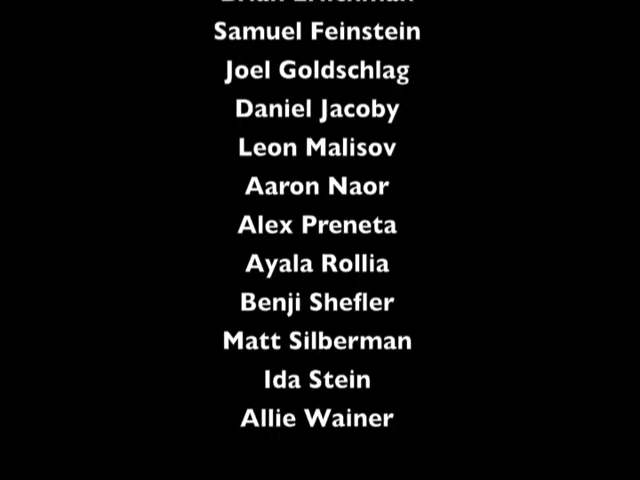 Samuel Feinstein
Joel Goldschlag
Daniel Jacoby
Leon Malisov
Aaron Naor
Alex Preneta
Ayala Rollia
Benji Shefler
Matt Silberman
Ida Stein
Allie Wainer